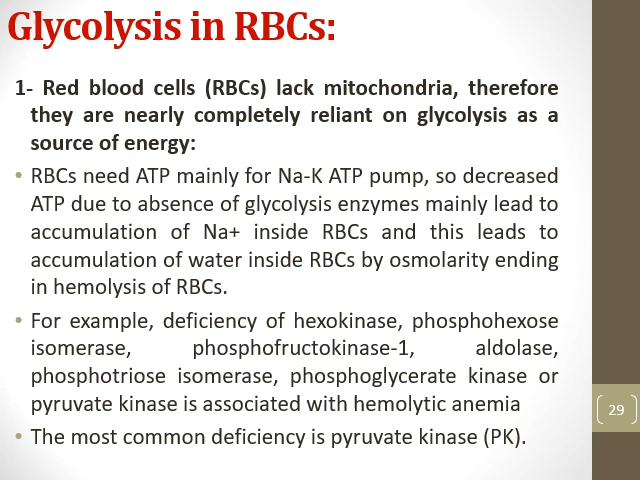 Glycolysis in RBCs:
1- Red blood cells (RBCs) lack mitochondria, therefore
they are nearly completely reliant on glycolysis as a
source of energy:
• RBCs need ATP mainly for Na-K ATP pump, so decreased
ATP due to absence of glycolysis enzymes mainly lead to
accumulation of Na+ inside RBCs and this leads to
accumulation of water inside RBCs by osmolarity ending
in hemolysis of RBCs.
• For example, deficiency of hexokinase, phosphohexose
isomerase, phosphofructokinase-1, aldolase,
phosphotriose isomerase, phosphoglycerate kinase or
pyruvate kinase is associated with hemolytic anemia
• The most common deficiency is pyruvate kinase (PK).
29